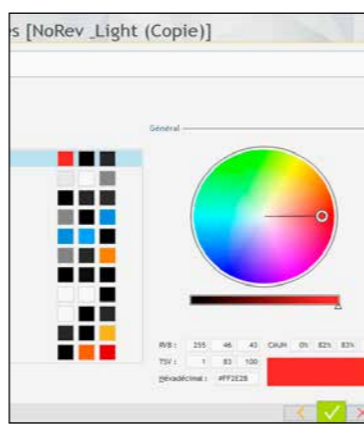 s [NoRev _Light (Copie)]
Général
RVB : 255 46 43 CMJN 0% 82% 83%
TSV : 1 83 100
Hexadécimal : #FF2E2B